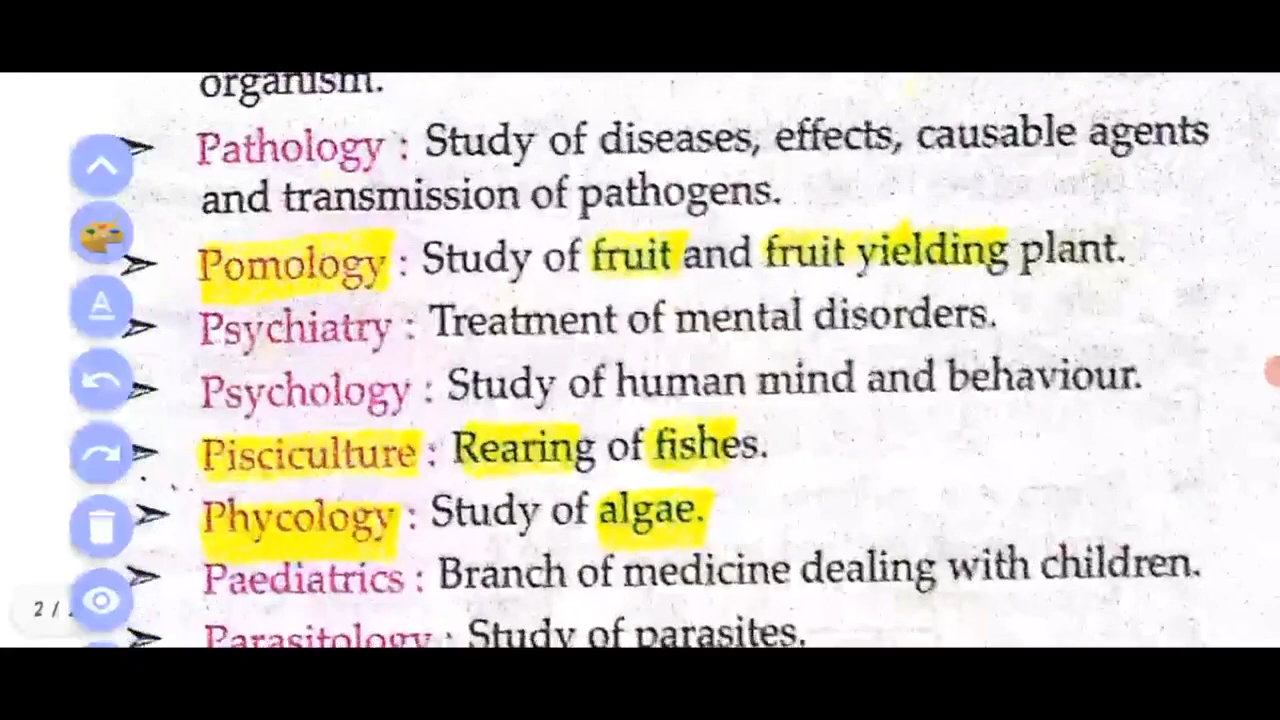 organism.
➢ Pathology : Study of diseases, effects, causable agents
and transmission of pathogens.
➢ Pomology : Study of fruit and fruit yielding plant.
➢ Psychiatry : Treatment of mental disorders.
➢ Psychology : Study of human mind and behaviour.
➢ Pisciculture : Rearing of fishes.
➢ Phycology : Study of algae.
➢ Paediatrics : Branch of medicine dealing with children.
➢ Parasitology : Study of parasites.
A
2 /